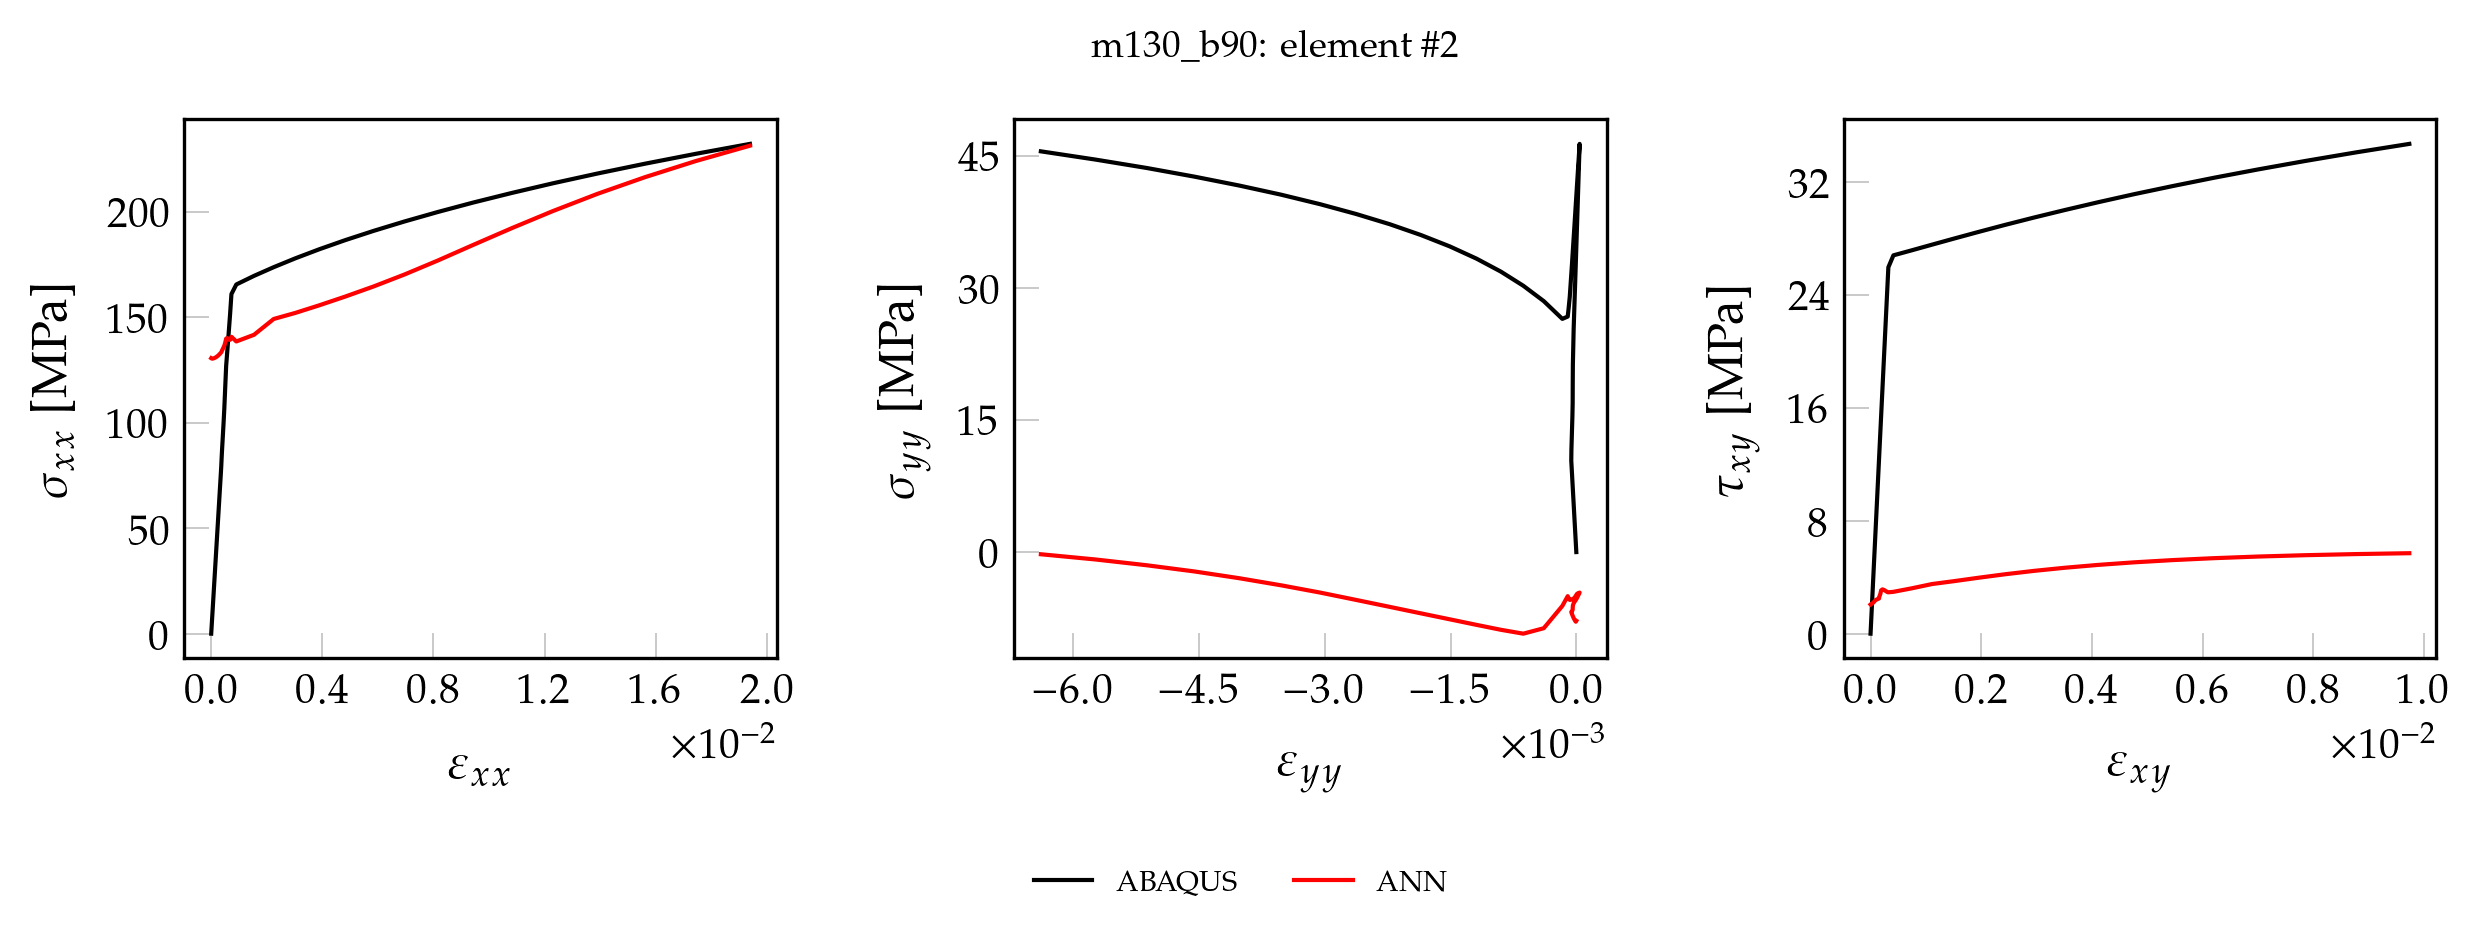 m130_b90: element #2
σxx [MPa]
200
150
100
50
0
0.0 0.4 0.8 1.2 1.6 2.0
×10⁻²
εxx
σyy [MPa]
45
30
15
0
−6.0 −4.5 −3.0 −1.5 0.0
×10⁻³
εyy
τxy [MPa]
32
24
16
8
0
0.0 0.2 0.4 0.6 0.8 1.0
×10⁻²
εxy
ABAQUS ANN